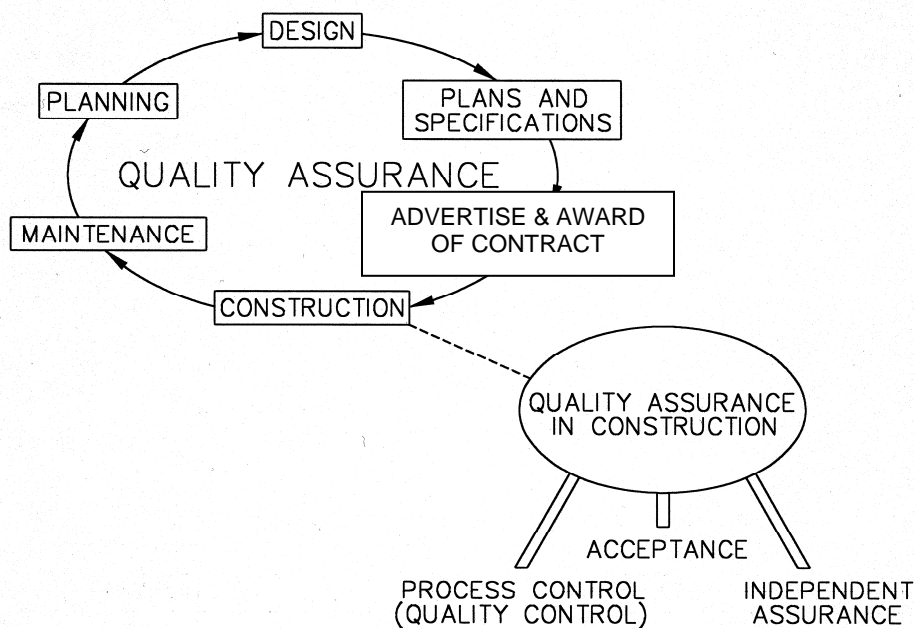 DESIGN
PLANNING
PLANS AND
SPECIFICATIONS
QUALITY ASSURANCE
ADVERTISE & AWARD
OF CONTRACT
MAINTENANCE
CONSTRUCTION
QUALITY ASSURANCE
IN CONSTRUCTION
ACCEPTANCE
PROCESS CONTROL
(QUALITY CONTROL)
INDEPENDENT
ASSURANCE